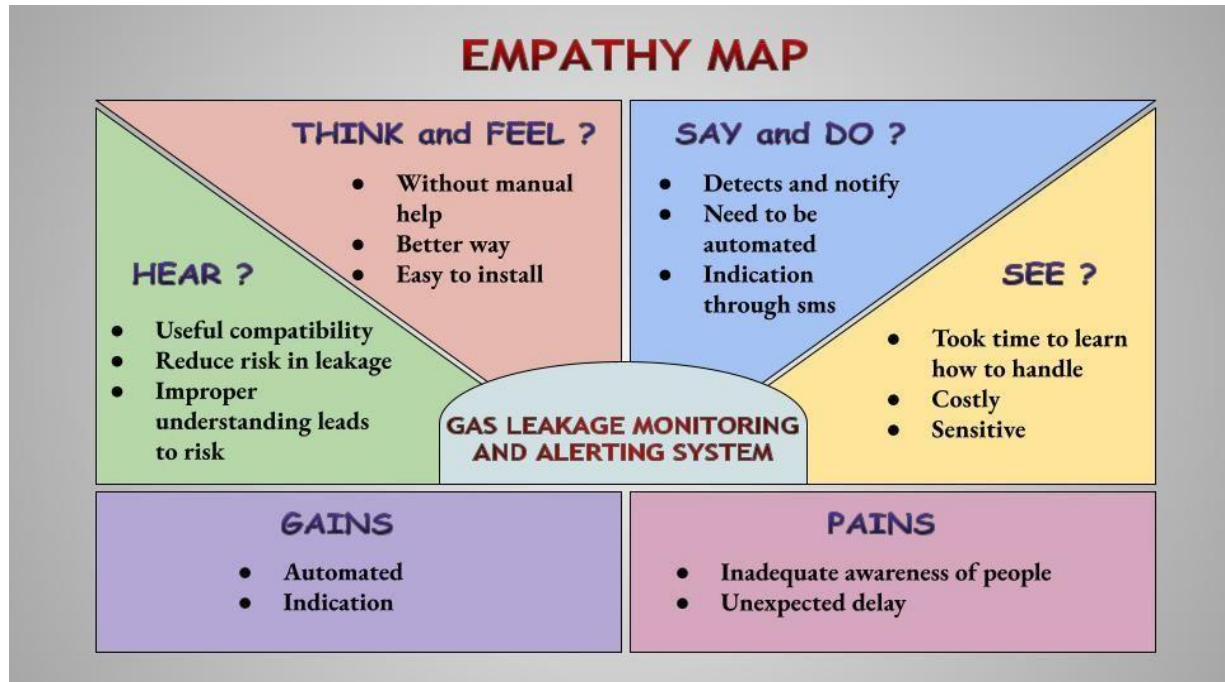 EMPATHY MAP
THINK and FEEL ?
● Without manual
help
● Better way
● Easy to install
SAY and DO ?
● Detects and notify
● Need to be
automated
● Indication
through sms
HEAR ?
● Useful compatibility
● Reduce risk in leakage
● Improper
understanding leads
to risk
SEE ?
● Took time to learn
how to handle
● Costly
● Sensitive
GAS LEAKAGE MONITORING
AND ALERTING SYSTEM
GAINS
● Automated
● Indication
PAINS
● Inadequate awareness of people
● Unexpected delay